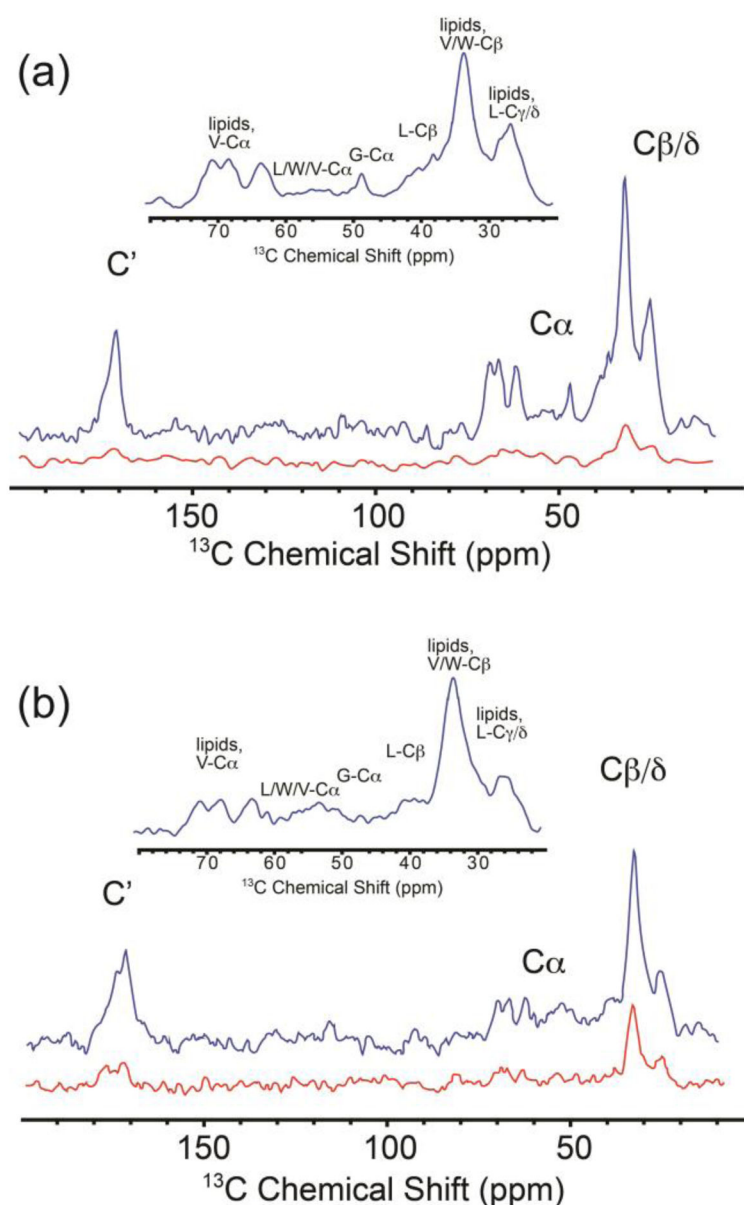 (a)
lipids,
V/W-Cβ
lipids,
L-Cγ/δ
lipids,
V-Cα
L/W/V-Cα
G-Cα
L-Cβ
70 60 50 40 30
¹³C Chemical Shift (ppm)
Cβ/δ
C'
Cα
150 100 50
¹³C Chemical Shift (ppm)
(b)
lipids,
V/W-Cβ
lipids,
L-Cγ/δ
lipids,
V-Cα
L/W/V-Cα
G-Cα
L-Cβ
70 60 50 40 30
¹³C Chemical Shift (ppm)
Cβ/δ
C'
Cα
150 100 50
¹³C Chemical Shift (ppm)